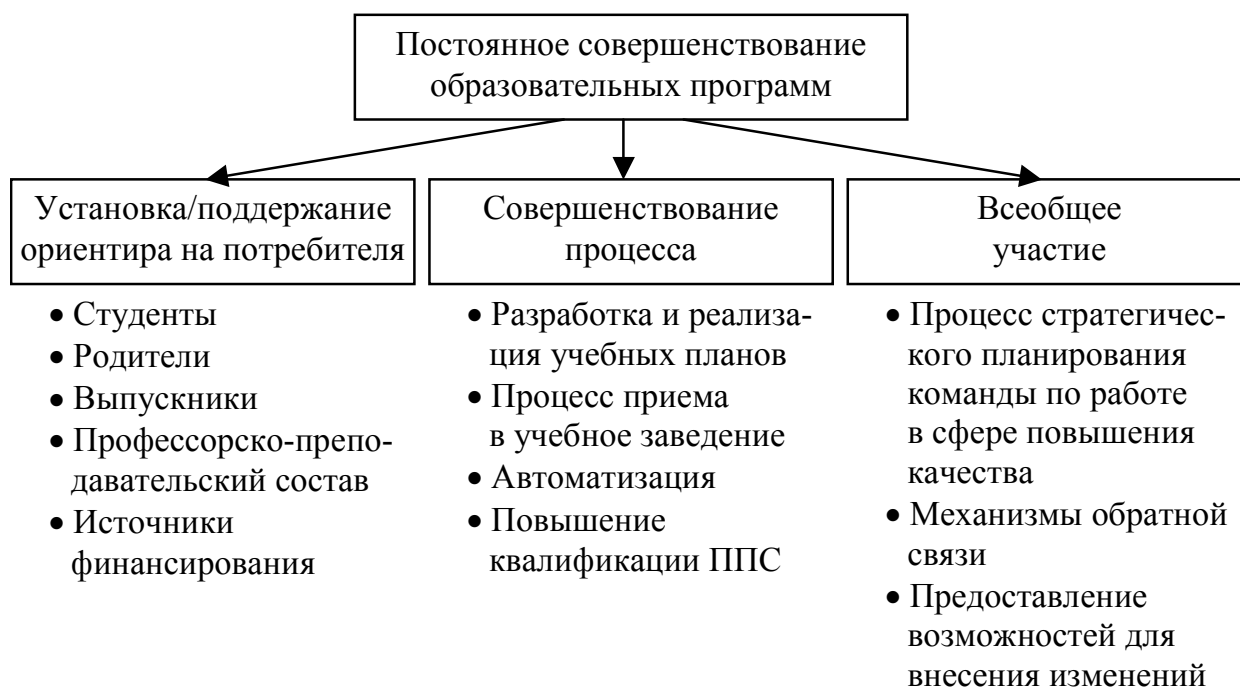 Постоянное совершенствование
образовательных программ
Установка/поддержание
ориентира на потребителя
• Студенты
• Родители
• Выпускники
• Профессорско-препо-
давательский состав
• Источники
финансирования
Совершенствование
процесса
• Разработка и реализа-
ция учебных планов
• Процесс приема
в учебное заведение
• Автоматизация
• Повышение
квалификации ППС
Всеобщее
участие
• Процесс стратегичес-
кого планирования
команды по работе
в сфере повышения
качества
• Механизмы обратной
связи
• Предоставление
возможностей для
внесения изменений